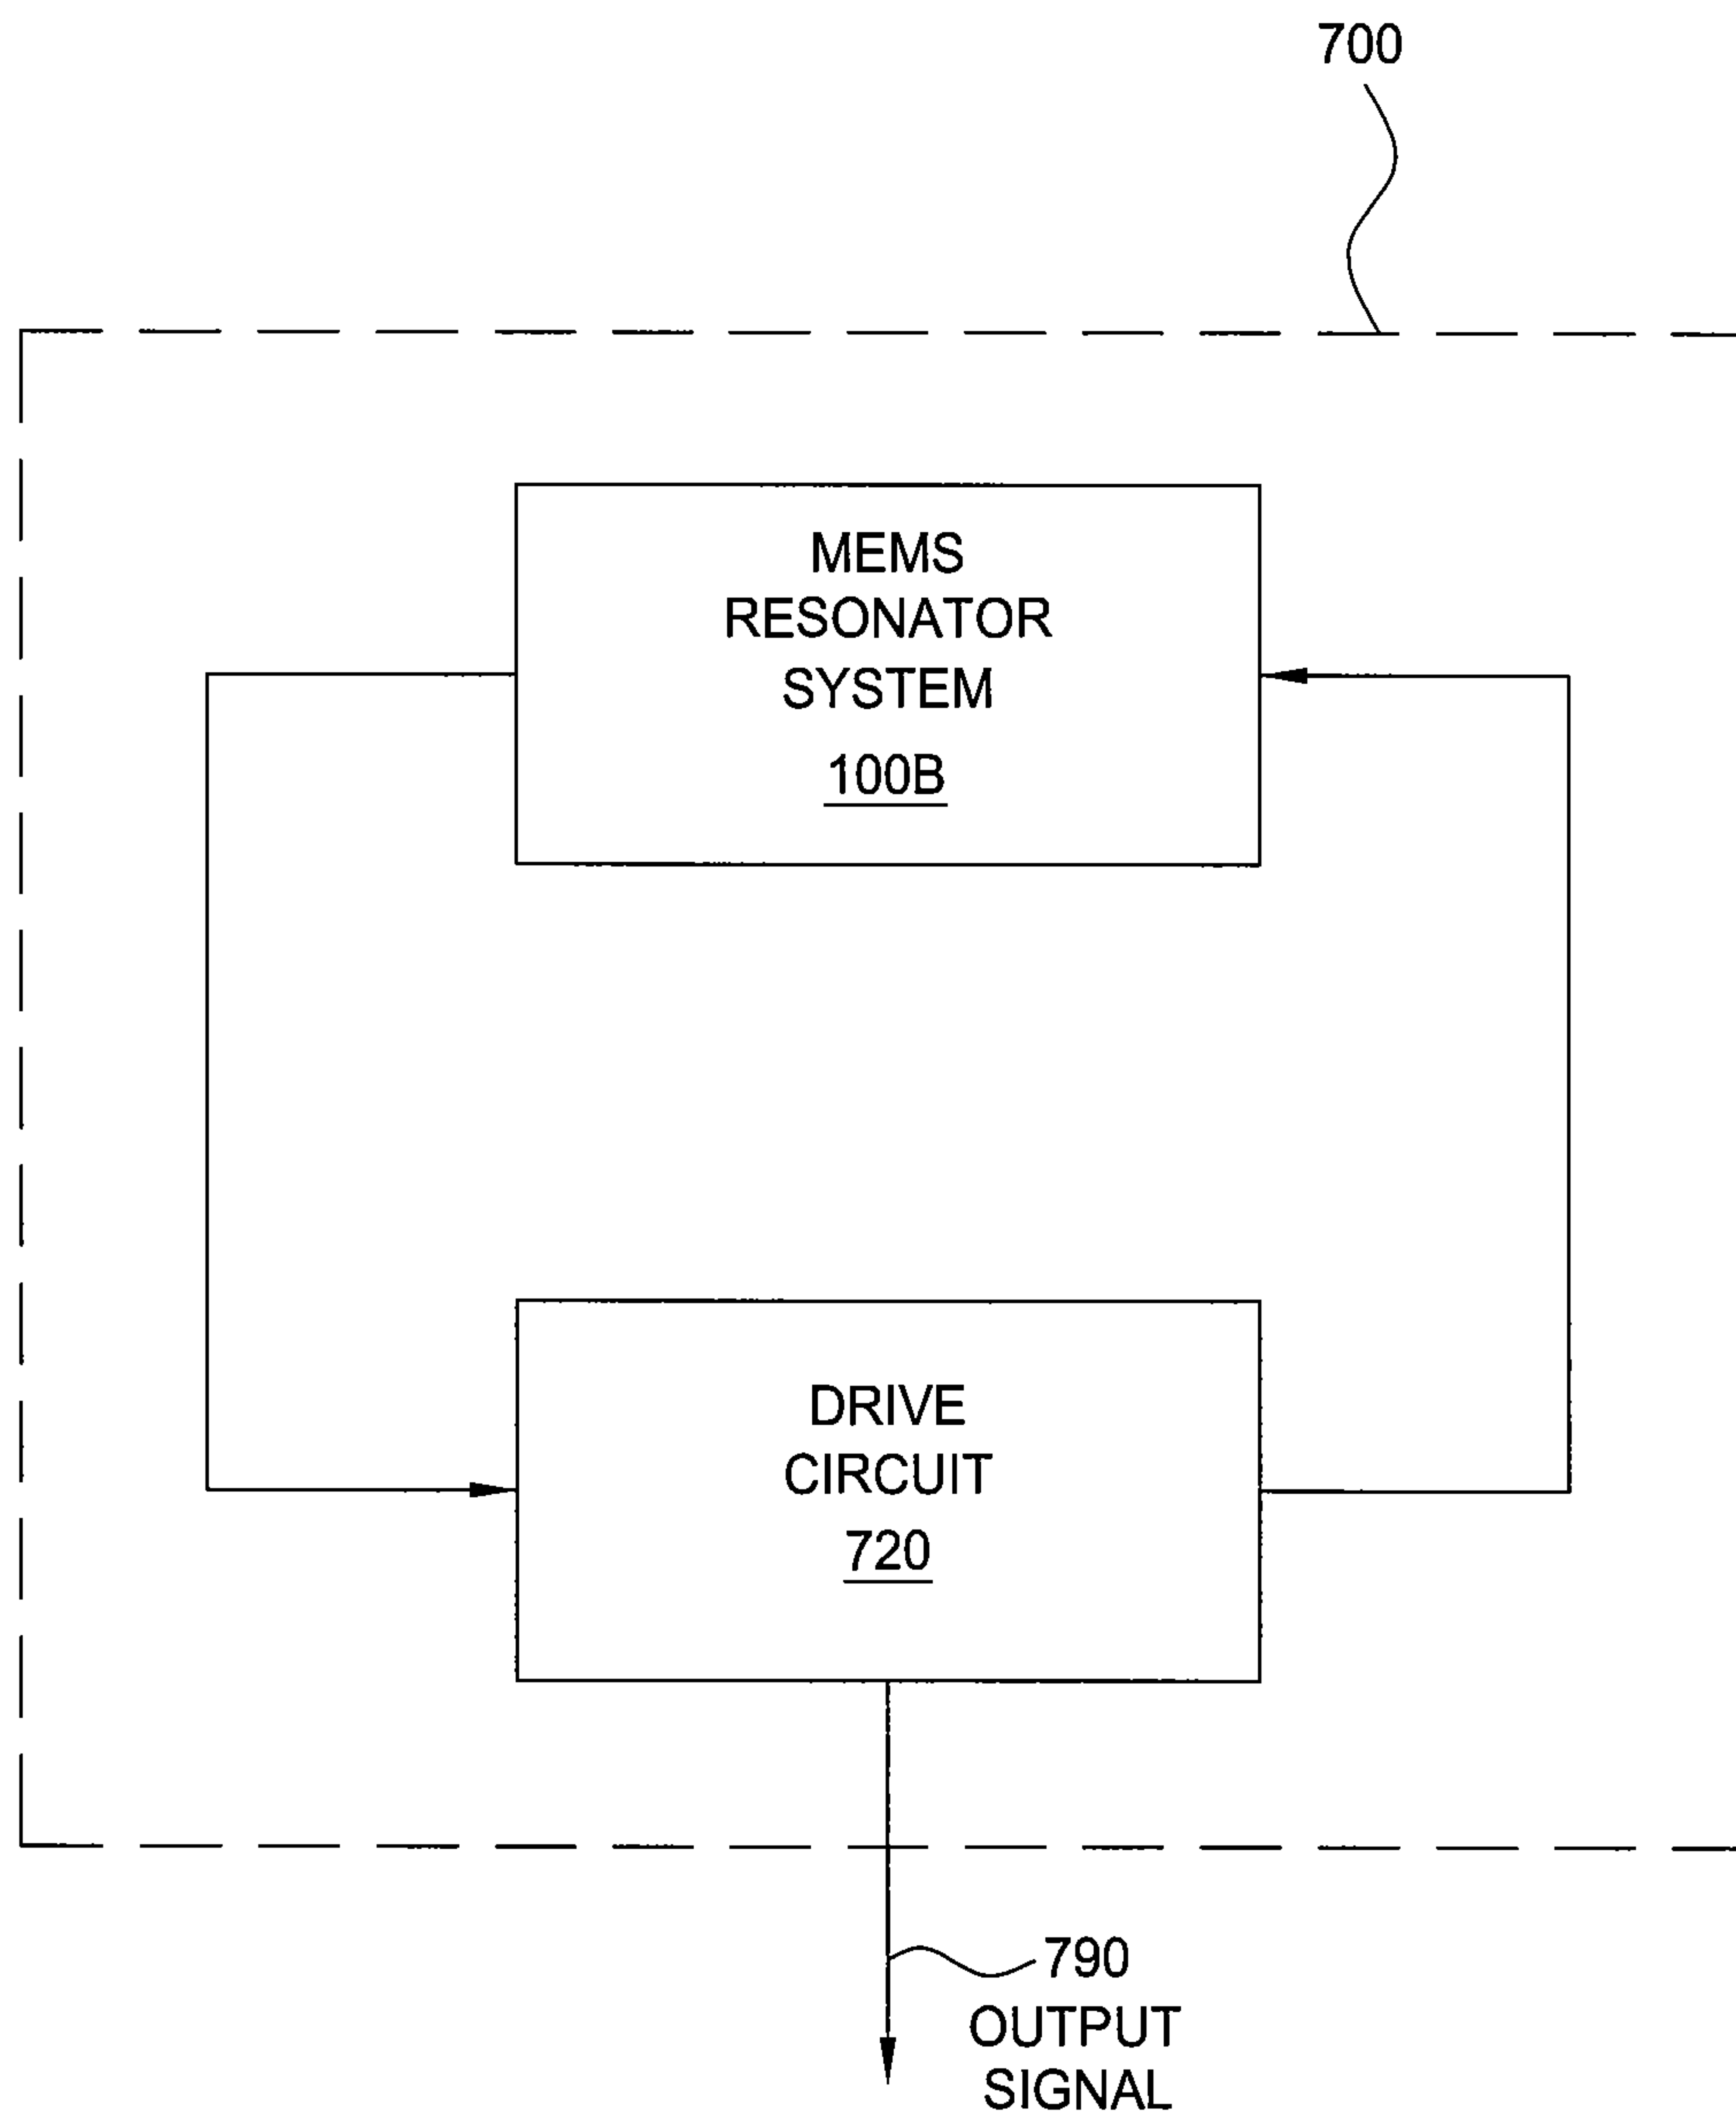 700
MEMS
RESONATOR
SYSTEM
100B
DRIVE
CIRCUIT
720
790
OUTPUT
SIGNAL